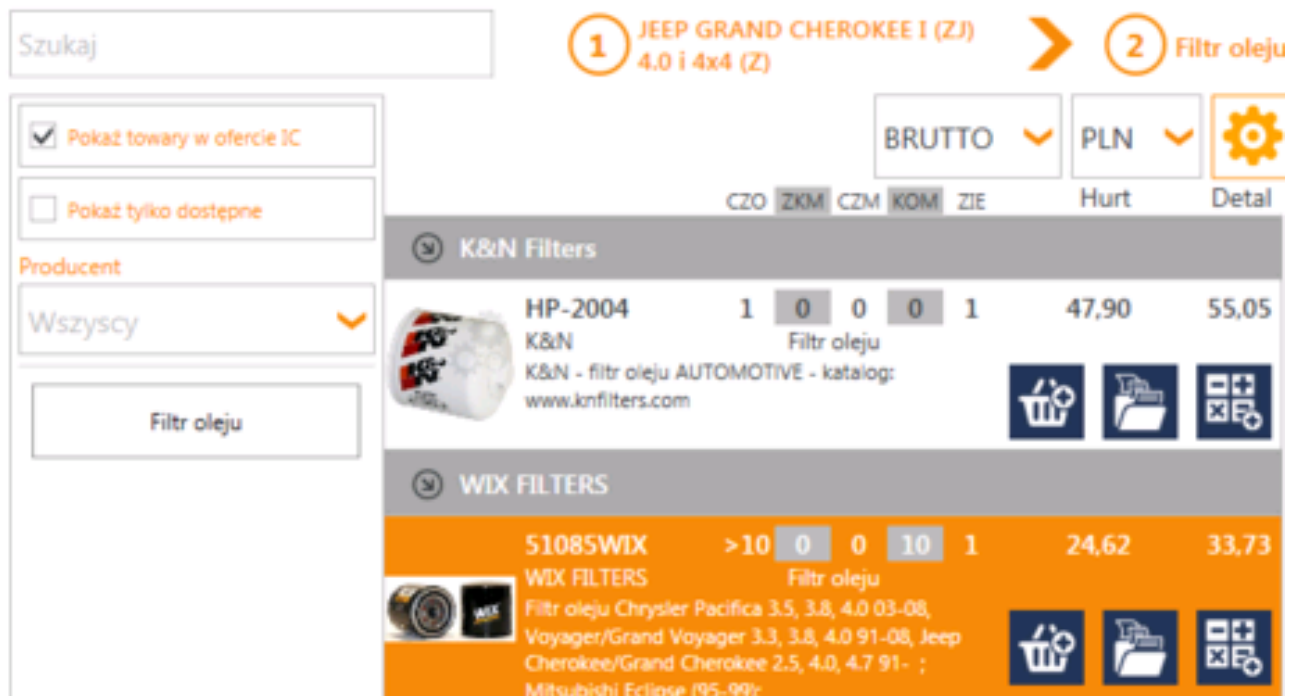 Szukaj
1 JEEP GRAND CHEROKEE I (ZJ)
4.0 i 4x4 (Z)
2 Filtr oleju
Pokaż towary w ofercie IC
Pokaż tylko dostępne
Producent
Wszyscy
Filtr oleju
BRUTTO PLN
CZO ZKM CZM KOM ZIE Hurt Detal
K&N Filters
HP-2004 1 0 0 0 1 47,90 55,05
K&N Filtr oleju
K&N - filtr oleju AUTOMOTIVE - katalog:
www.knfilters.com
WIX FILTERS
51085WIX >10 0 0 10 1 24,62 33,73
WIX FILTERS Filtr oleju
Filtr oleju Chrysler Pacifica 3.5, 3.8, 4.0 03-08,
Voyager/Grand Voyager 3.3, 3.8, 4.0 91-08, Jeep
Cherokee/Grand Cherokee 2.5, 4.0, 4.7 91- ;
Mitsubishi Eclipse (95-99);
WIX